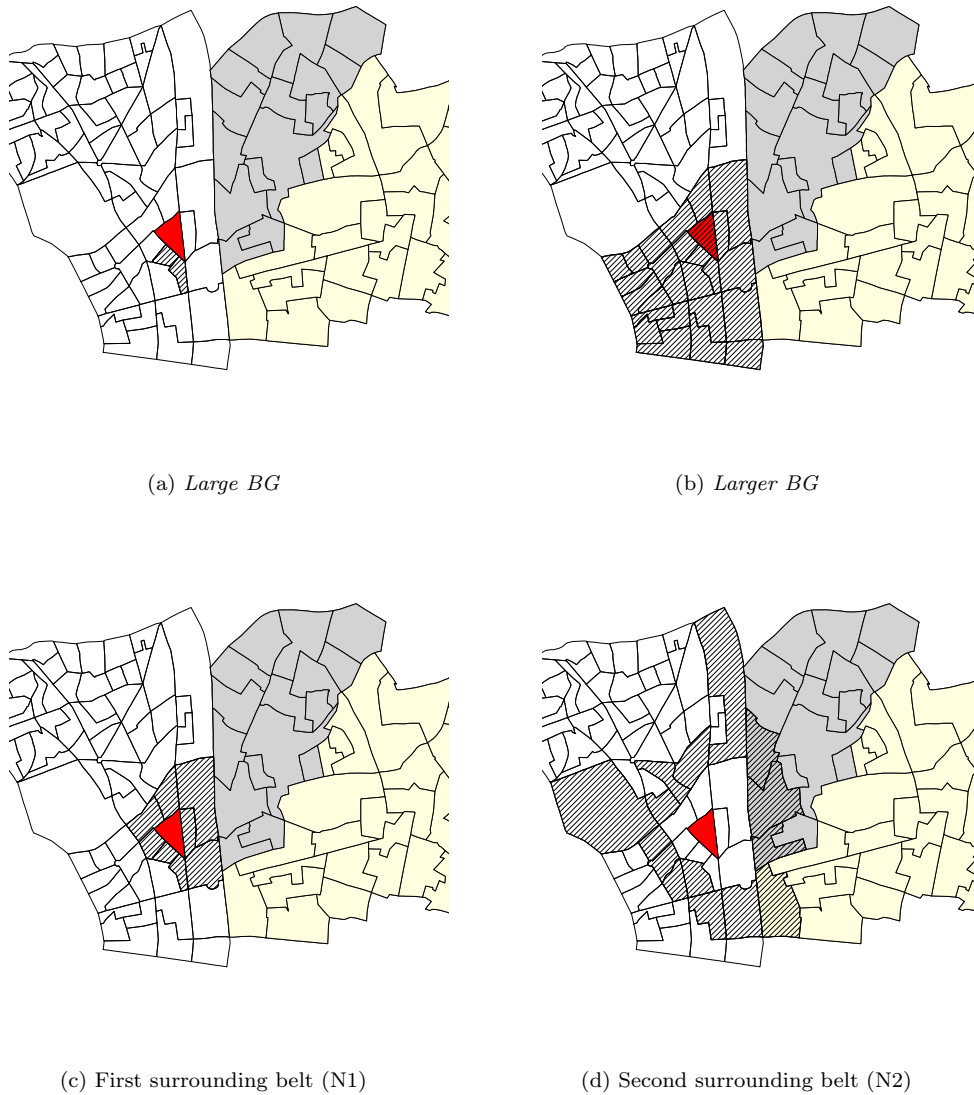 (a) Large BG
(b) Larger BG
(c) First surrounding belt (N1)
(d) Second surrounding belt (N2)